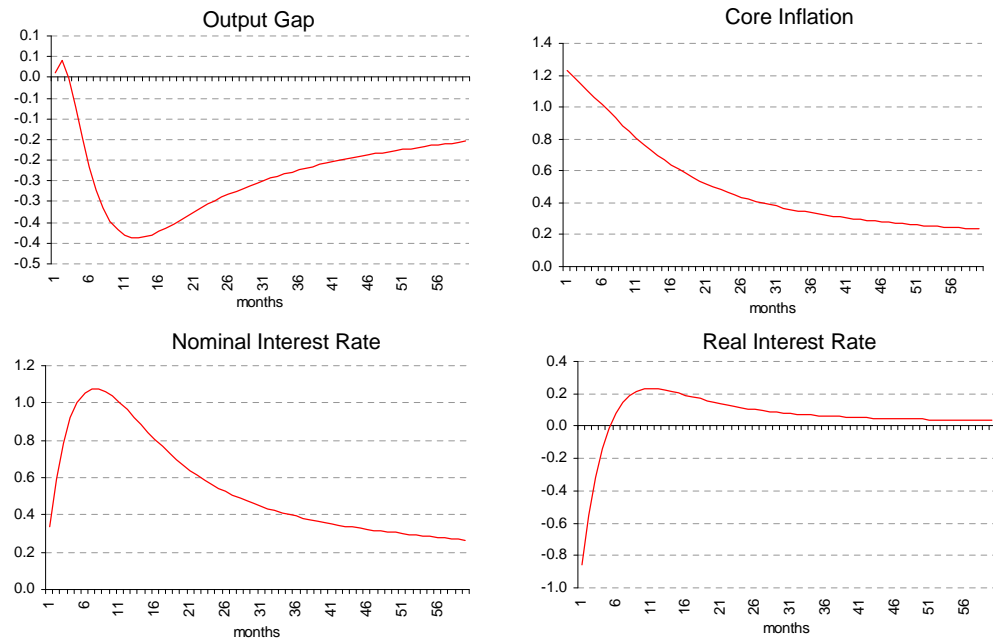 Output Gap
0.1
0.1
0.0
-0.1
-0.1
-0.2
-0.2
-0.3
-0.3
-0.4
-0.4
-0.5
1 6 11 16 21 26 31 36 41 46 51 56
months
Core Inflation
1.4
1.2
1.0
0.8
0.6
0.4
0.2
0.0
1 6 11 16 21 26 31 36 41 46 51 56
months
Nominal Interest Rate
1.2
1.0
0.8
0.6
0.4
0.2
0.0
1 6 11 16 21 26 31 36 41 46 51 56
months
Real Interest Rate
0.4
0.2
0.0
-0.2
-0.4
-0.6
-0.8
-1.0
1 6 11 16 21 26 31 36 41 46 51 56
months